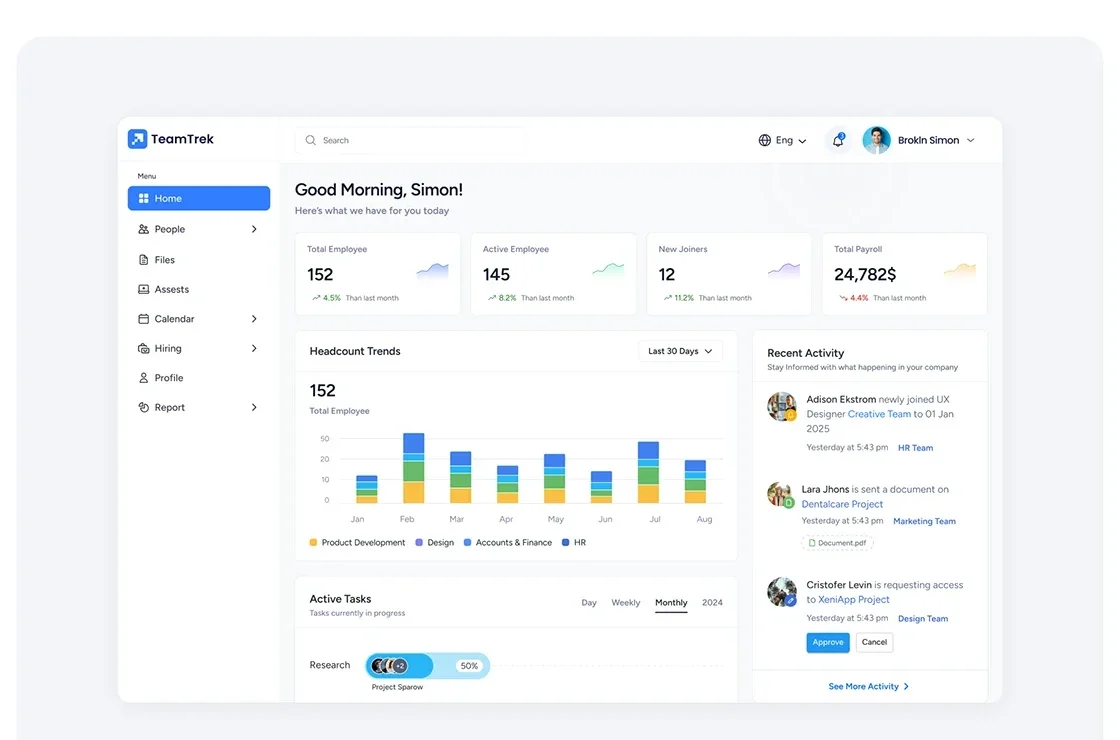 TeamTrek
Search
Eng
3
Brokln Simon
Menu
Home
People
Files
Assests
Calendar
Hiring
Profile
Report
Good Morning, Simon!
Here's what we have for you today
Total Employee
152
4.5% Than last month
Active Employee
145
8.2% Than last month
New Joiners
12
11.2% Than last month
Total Payroll
24,782$
4.4% Than last month
Headcount Trends
Last 30 Days
152
Total Employee
50
20
10
0
Jan Feb Mar Apr May Jun Jul Aug
Product Development Design Accounts & Finance HR
Active Tasks
Tasks currently in progress
Day Weekly Monthly 2024
Research
+2
50%
Project Sparow
Recent Activity
Stay Informed with what happening in your company
Adison Ekstrom newly joined UX
Designer Creative Team to 01 Jan
2025
Yesterday at 5:43 pm HR Team
Lara Jhons is sent a document on
Dentalcare Project
Yesterday at 5:43 pm Marketing Team
Document.pdf
Cristofer Levin is requesting access
to XeniApp Project
Yesterday at 5:43 pm Design Team
Approve Cancel
See More Activity